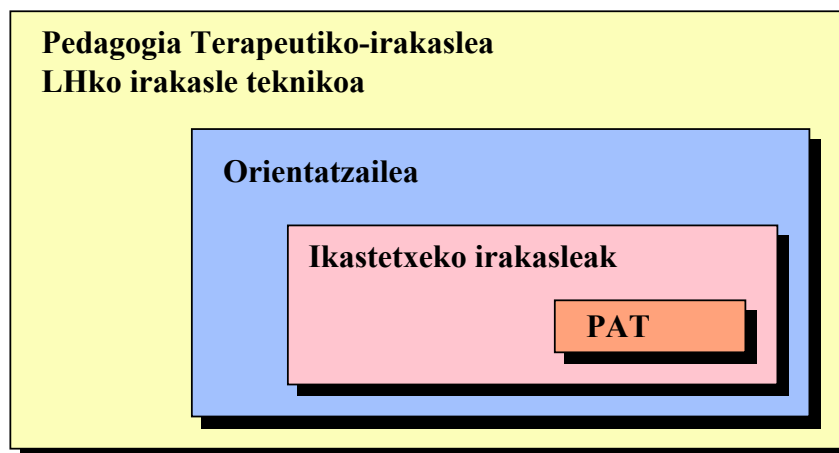 Pedagogia Terapeutiko-irakaslea
LHko irakasle teknikoa
Orientatzailea
Ikastetxeko irakasleak
PAT